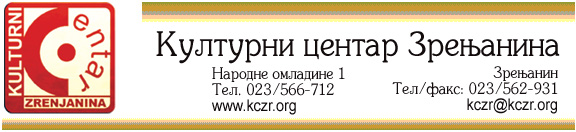 KULTURNI
Centar
ZRENJANINA
Културни центар Зрењанина
Народне омладине 1
Зрењанин
Тел. 023/566-712
Тел/факс: 023/562-931
www.kczr.org
kczr@kczr.org